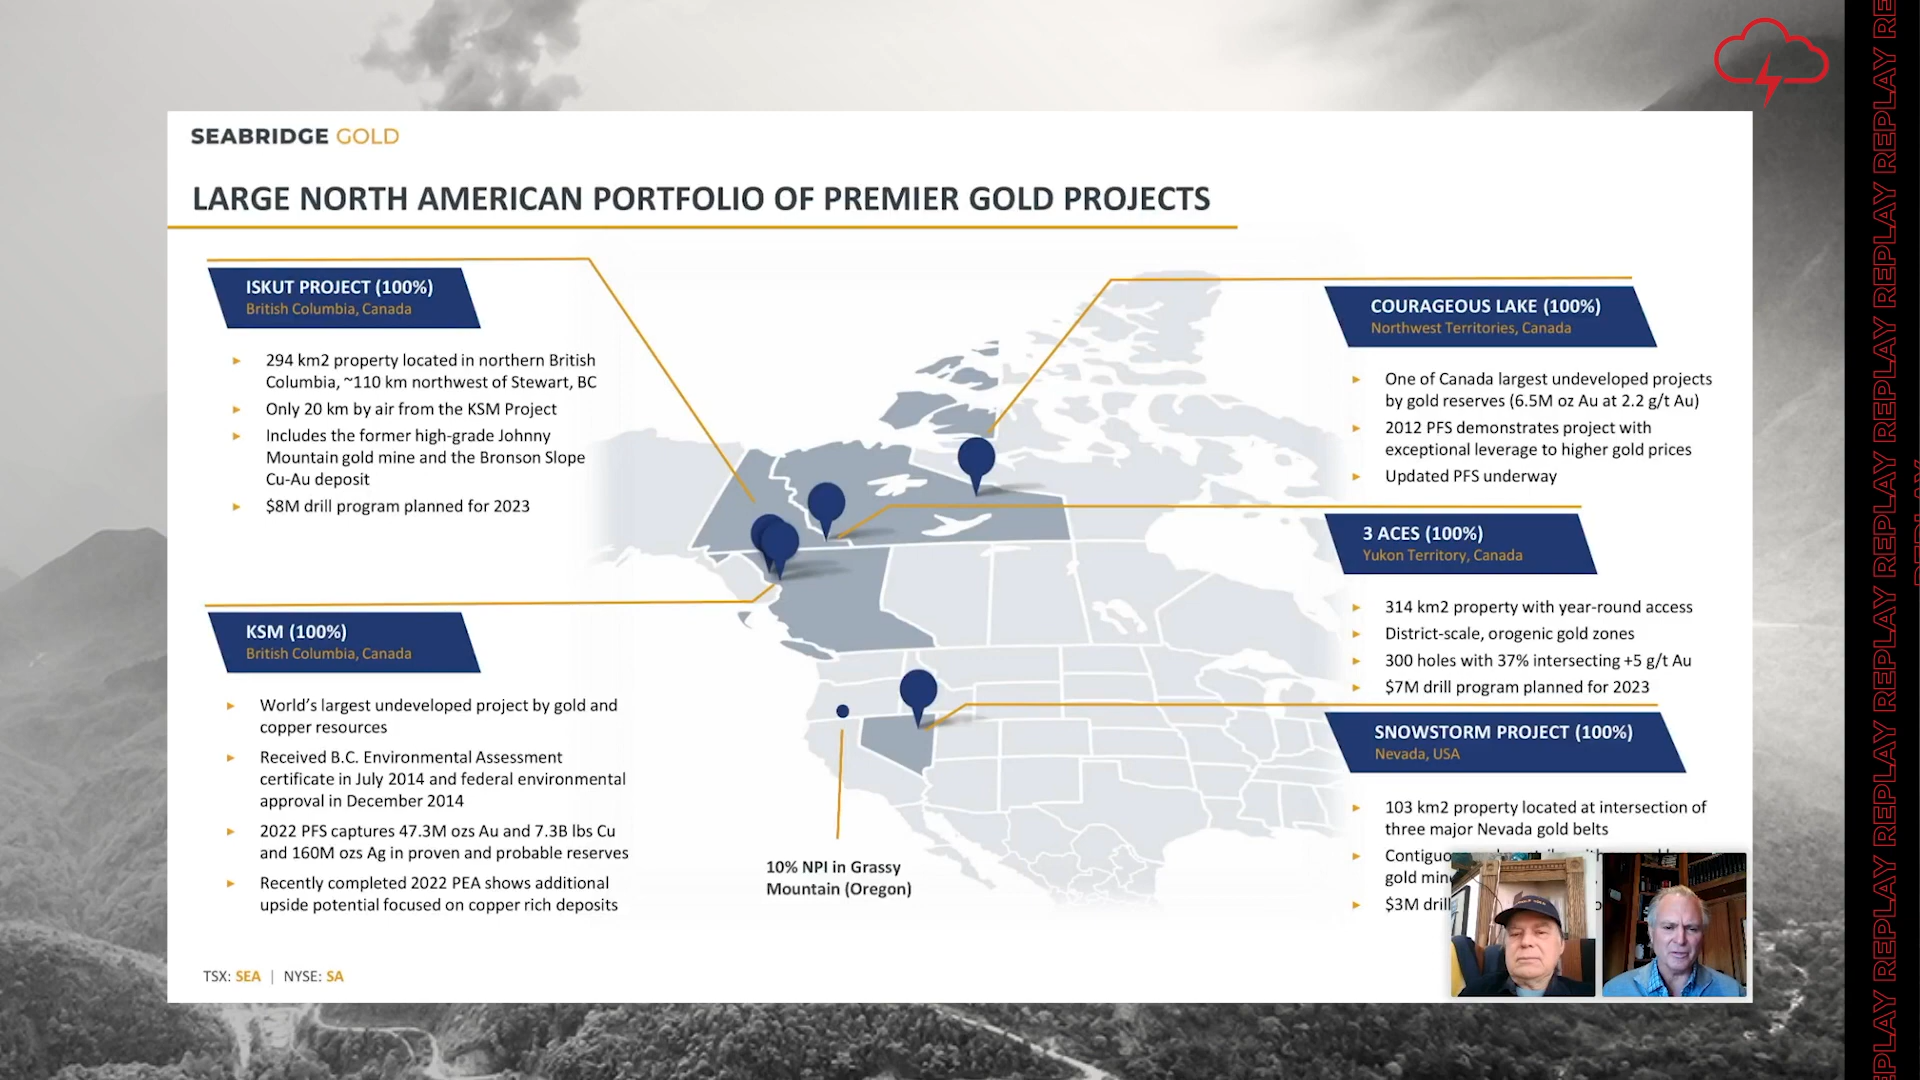 SEABRIDGE GOLD
LARGE NORTH AMERICAN PORTFOLIO OF PREMIER GOLD PROJECTS
ISKUT PROJECT (100%)
British Columbia, Canada
294 km2 property located in northern British
Columbia, ~110 km northwest of Stewart, BC
Only 20 km by air from the KSM Project
Includes the former high-grade Johnny
Mountain gold mine and the Bronson Slope
Cu-Au deposit
$8M drill program planned for 2023
KSM (100%)
British Columbia, Canada
World's largest undeveloped project by gold and
copper resources
Received B.C. Environmental Assessment
certificate in July 2014 and federal environmental
approval in December 2014
2022 PFS captures 47.3M ozs Au and 7.3B lbs Cu
and 160M ozs Ag in proven and probable reserves
Recently completed 2022 PEA shows additional
upside potential focused on copper rich deposits
10% NPI in Grassy
Mountain (Oregon)
COURAGEOUS LAKE (100%)
Northwest Territories, Canada
One of Canada largest undeveloped projects
by gold reserves (6.5M oz Au at 2.2 g/t Au)
2012 PFS demonstrates project with
exceptional leverage to higher gold prices
Updated PFS underway
3 ACES (100%)
Yukon Territory, Canada
314 km2 property with year-round access
District-scale, orogenic gold zones
300 holes with 37% intersecting +5 g/t Au
$7M drill program planned for 2023
SNOWSTORM PROJECT (100%)
Nevada, USA
103 km2 property located at intersection of
three major Nevada gold belts
gold
$3M drill
TSX: SEA | NYSE: SA
REPLAY REPLAY REPLAY REPLAY REPLAY REPLAY REPLAY REPLAY REPLAY